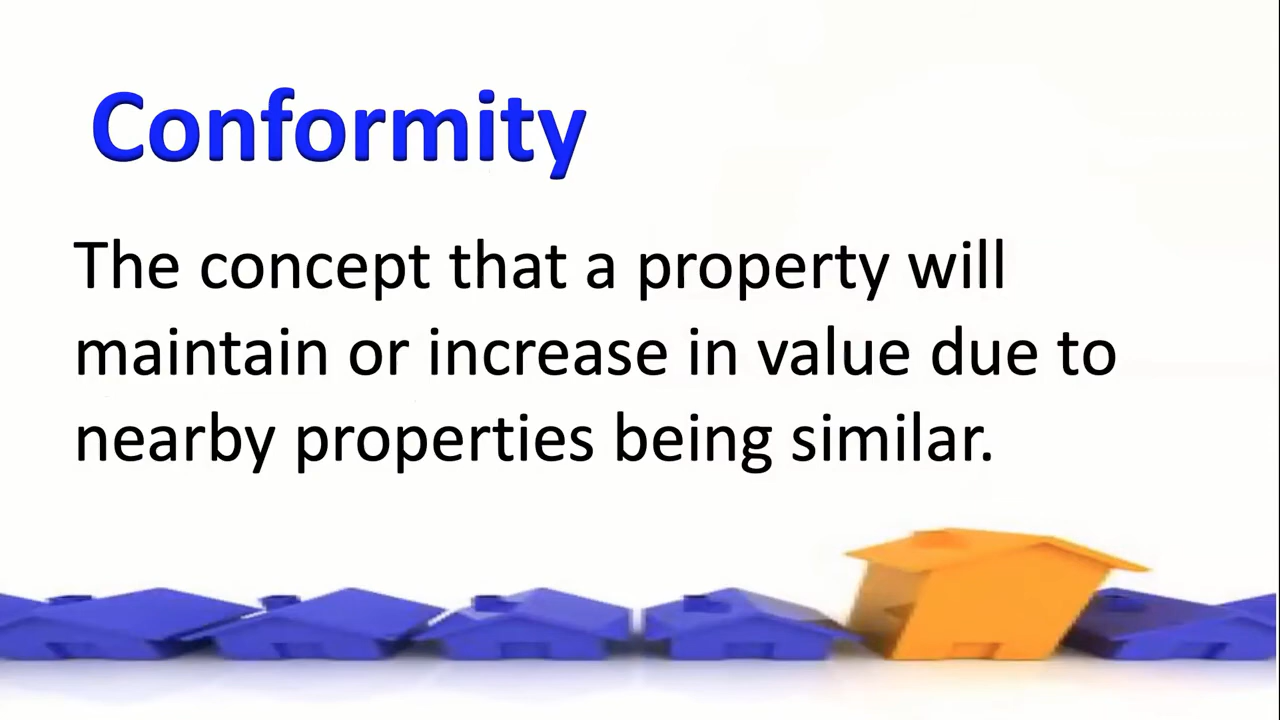 Conformity
The concept that a property will
maintain or increase in value due to
nearby properties being similar.